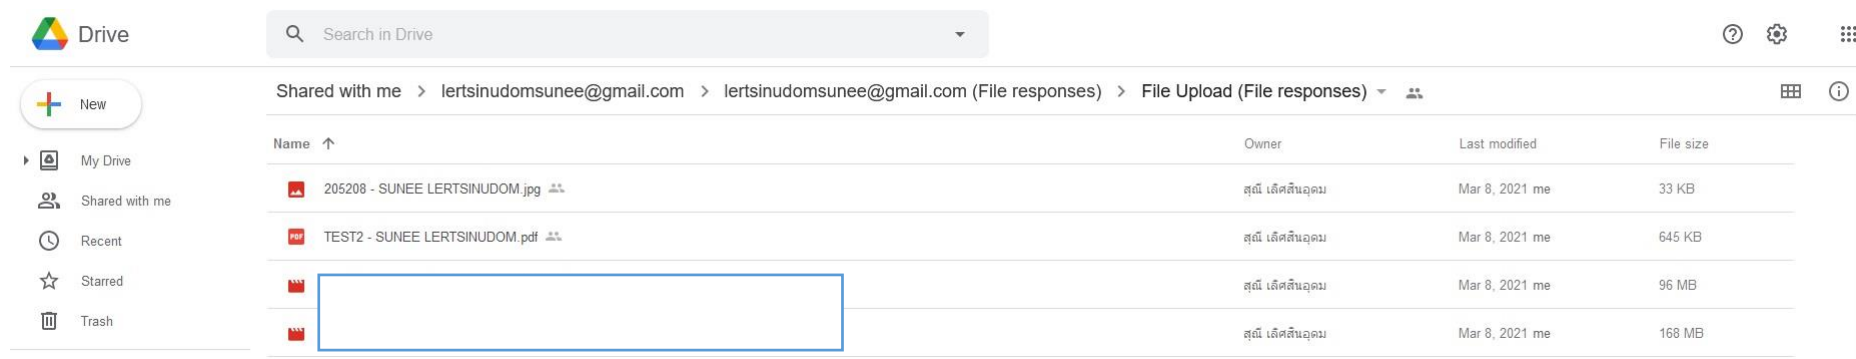 Drive
Search in Drive
New
My Drive
Shared with me
Recent
Starred
Trash
Shared with me > lertsinudomsunee@gmail.com > lertsinudomsunee@gmail.com (File responses) > File Upload (File responses)
Name Owner Last modified File size
205208 - SUNEE LERTSINUDOM.jpg สุณี เลิศสินอุดม Mar 8, 2021 me 33 KB
PDF TEST2 - SUNEE LERTSINUDOM.pdf สุณี เลิศสินอุดม Mar 8, 2021 me 645 KB
สุณี เลิศสินอุดม Mar 8, 2021 me 96 MB
สุณี เลิศสินอุดม Mar 8, 2021 me 168 MB